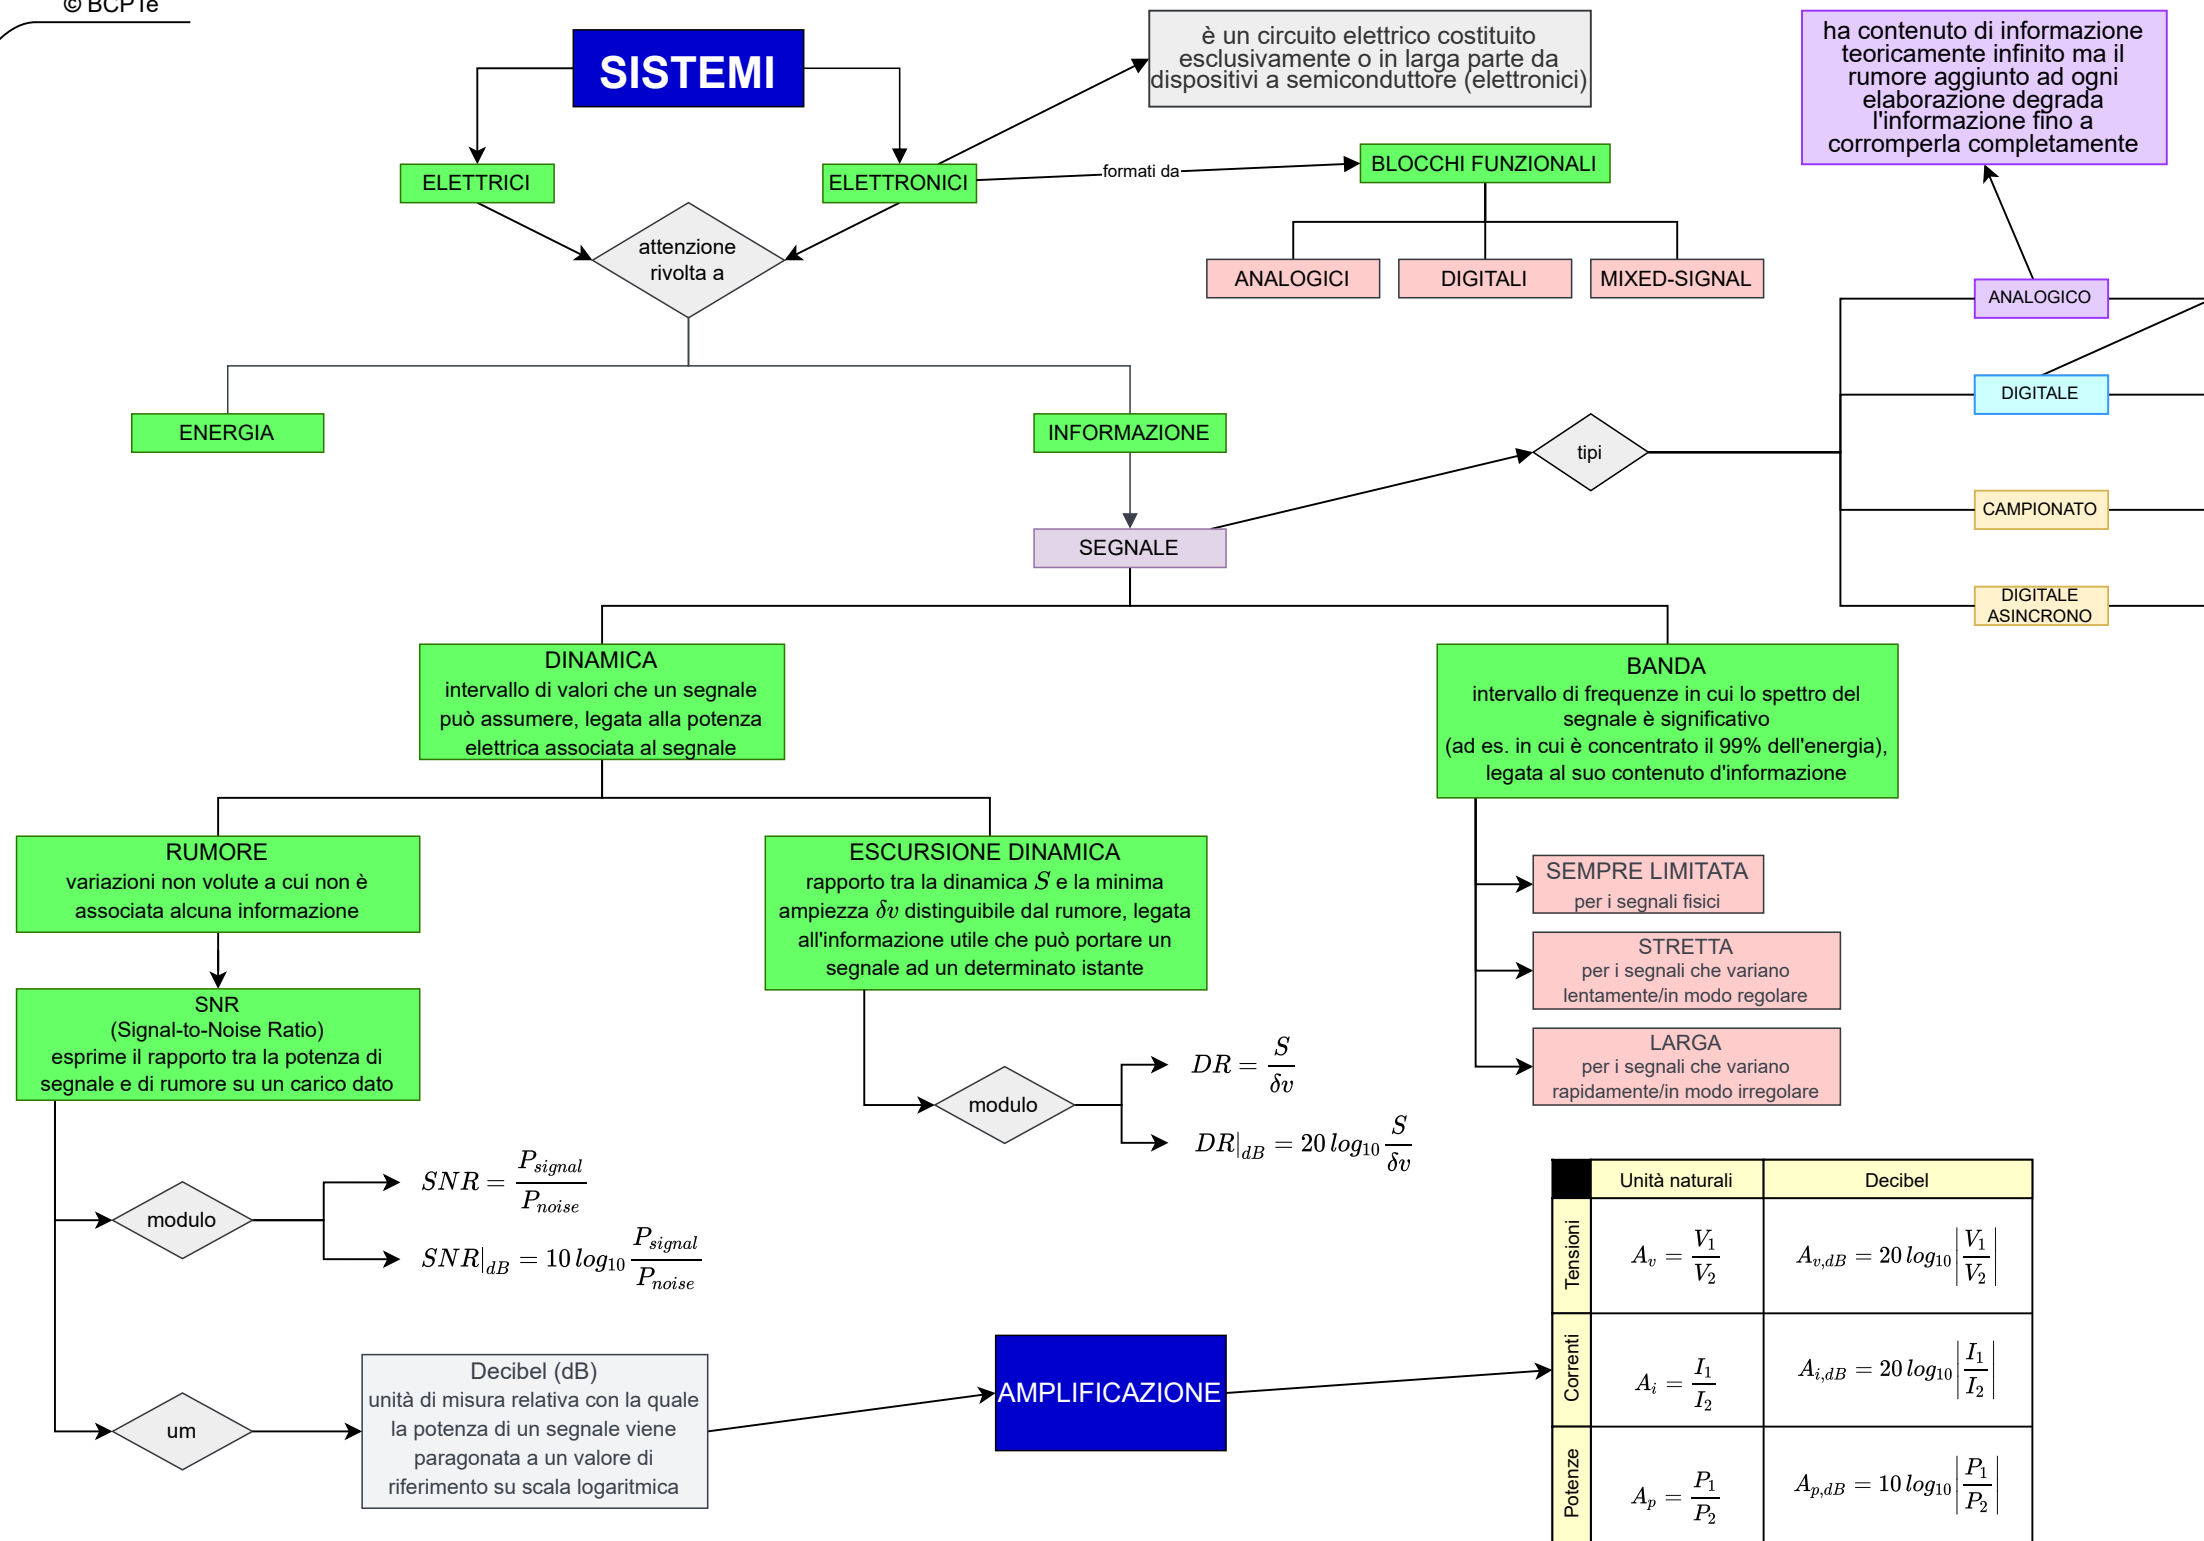 © BCPTe
SISTEMI
è un circuito elettrico costituito
esclusivamente o in larga parte da
dispositivi a semiconduttore (elettronici)
ha contenuto di informazione
teoricamente infinito ma il
rumore aggiunto ad ogni
elaborazione degrada
l'informazione fino a
corromperla completamente
ELETTRICI
ELETTRONICI
formati da
BLOCCHI FUNZIONALI
attenzione
rivolta a
ANALOGICI
DIGITALI
MIXED-SIGNAL
ANALOGICO
DIGITALE
CAMPIONATO
DIGITALE
ASINCRONO
ENERGIA
INFORMAZIONE
tipi
SEGNALE
DINAMICA
intervallo di valori che un segnale
può assumere, legata alla potenza
elettrica associata al segnale
BANDA
intervallo di frequenze in cui lo spettro del
segnale è significativo
(ad es. in cui è concentrato il 99% dell'energia),
legata al suo contenuto d'informazione
RUMORE
variazioni non volute a cui non è
associata alcuna informazione
ESCURSIONE DINAMICA
rapporto tra la dinamica S e la minima
ampiezza δv distinguibile dal rumore, legata
all'informazione utile che può portare un
segnale ad un determinato istante
SEMPRE LIMITATA
per i segnali fisici
STRETTA
per i segnali che variano
lentamente/in modo regolare
LARGA
per i segnali che variano
rapidamente/in modo irregolare
SNR
(Signal-to-Noise Ratio)
esprime il rapporto tra la potenza di
segnale e di rumore su un carico dato
modulo
DR = S/δv
DR|dB = 20 log10 S/δv
modulo
SNR = Psignal/Pnoise
SNR|dB = 10 log10 Psignal/Pnoise
um
Decibel (dB)
unità di misura relativa con la quale
la potenza di un segnale viene
paragonata a un valore di
riferimento su scala logaritmica
AMPLIFICAZIONE
Unità naturali
Decibel
Tensioni
Av = V1/V2
Av,dB = 20 log10 |V1/V2|
Correnti
Ai = I1/I2
Ai,dB = 20 log10 |I1/I2|
Potenze
Ap = P1/P2
Ap,dB = 10 log10 |P1/P2|